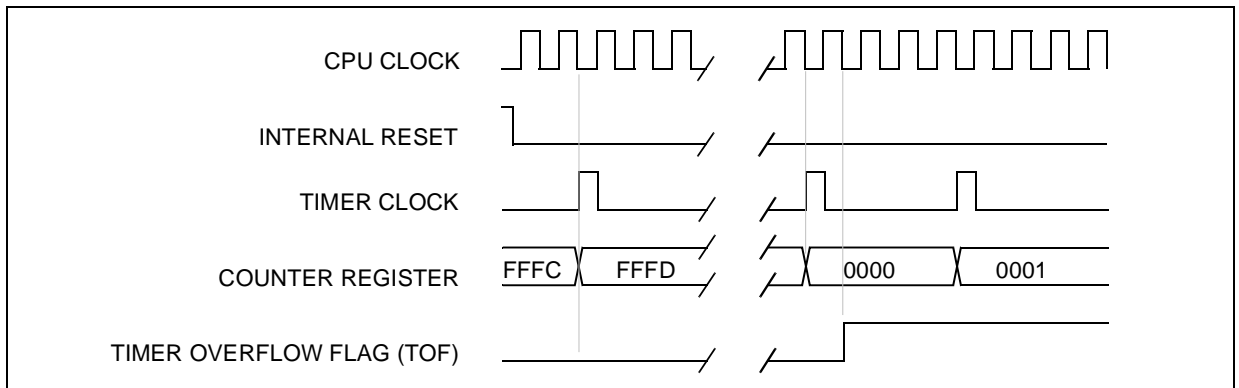 CPU CLOCK
INTERNAL RESET
TIMER CLOCK
COUNTER REGISTER FFFC FFFD 0000 0001
TIMER OVERFLOW FLAG (TOF)